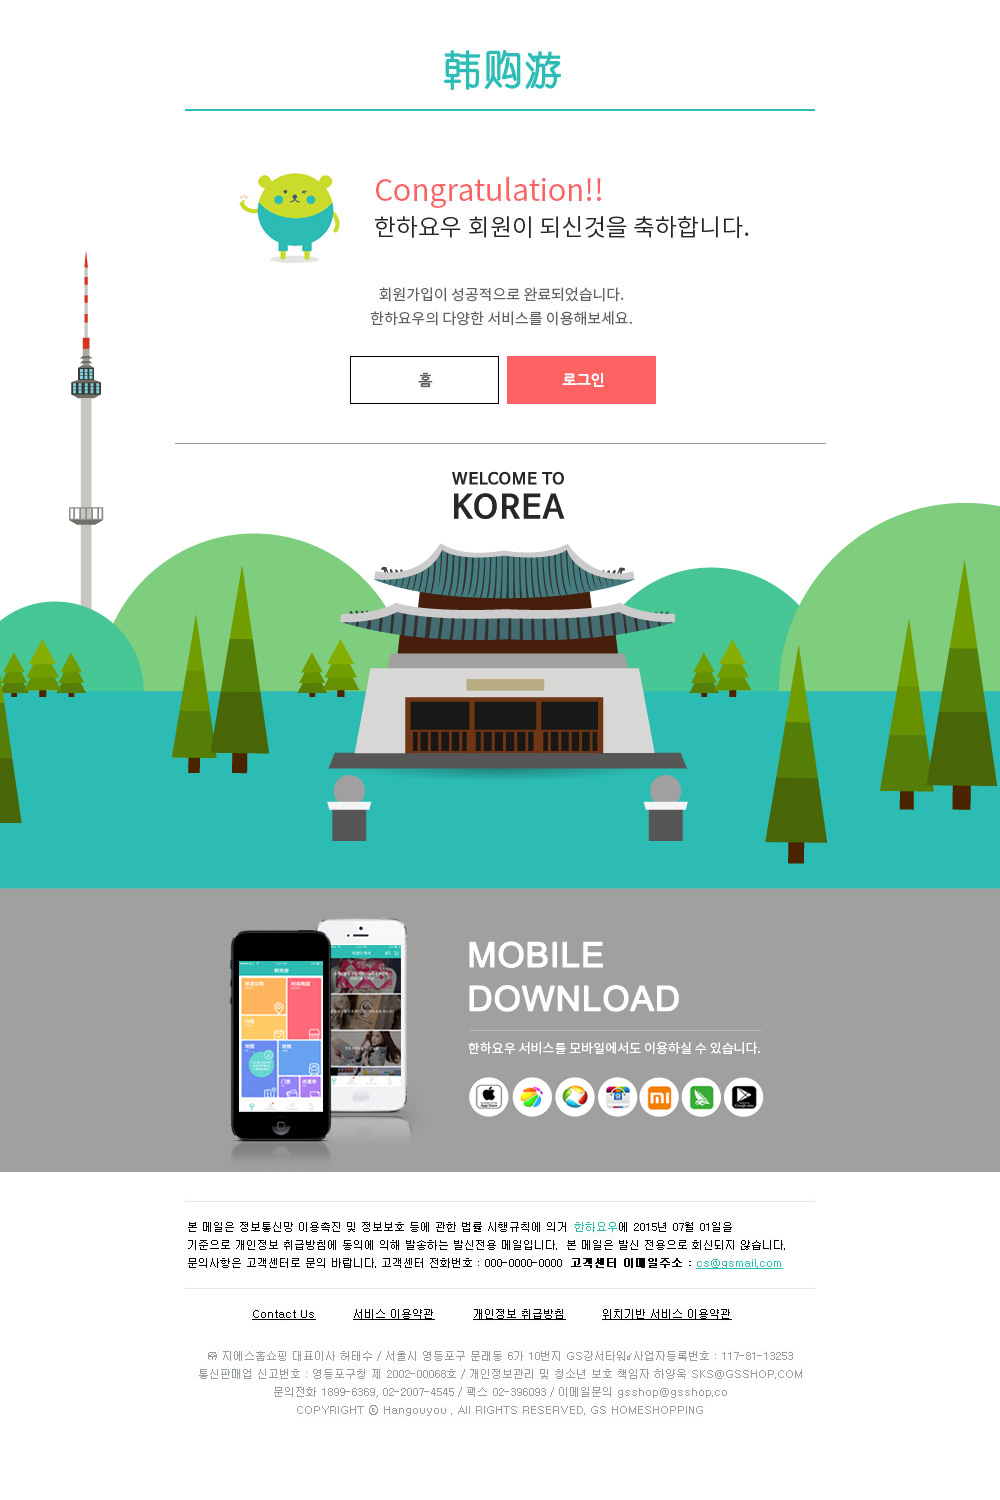 韩购游
Congratulation!!
한하요우 회원이 되신것을 축하합니다.
회원가입이 성공적으로 완료되었습니다.
한하요우의 다양한 서비스를 이용해보세요.
홈
로그인
WELCOME TO
KOREA
韩购游
MOBILE
DOWNLOAD
한하요우 서비스를 모바일에서도 이용하실 수 있습니다.
본 메일은 정보통신망 이용촉진 및 정보보호 등에 관한 법률 시행규칙에 의거 한하요우에 2015년 07월 01일을
기준으로 개인정보 취급방침에 동의에 의해 발송하는 발신전용 메일입니다. 본 메일은 발신 전용으로 회신되지 않습니다.
문의사항은 고객센터로 문의 바랍니다. 고객센터 전화번호 : 000-0000-0000 고객센터 이메일주소 : cs@gsmail.com
Contact Us
서비스 이용약관
개인정보 취급방침
위치기반 서비스 이용약관
㈜ 지에스홈쇼핑 대표이사 허태수 / 서울시 영등포구 문래동 6가 10번지 GS강서타워 사업자등록번호 : 117-81-13253
통신판매업 신고번호 : 영등포구청 제 2002-00068호 / 개인정보관리 및 청소년 보호 책임자 하양욱 SKS@GSSHOP.COM
문의전화 1899-6369, 02-2007-4545 / 팩스 02-396093 / 이메일문의 gsshop@gsshop.co
COPYRIGHT ⓒ Hangouyou . All RIGHTS RESERVED. GS HOMESHOPPING